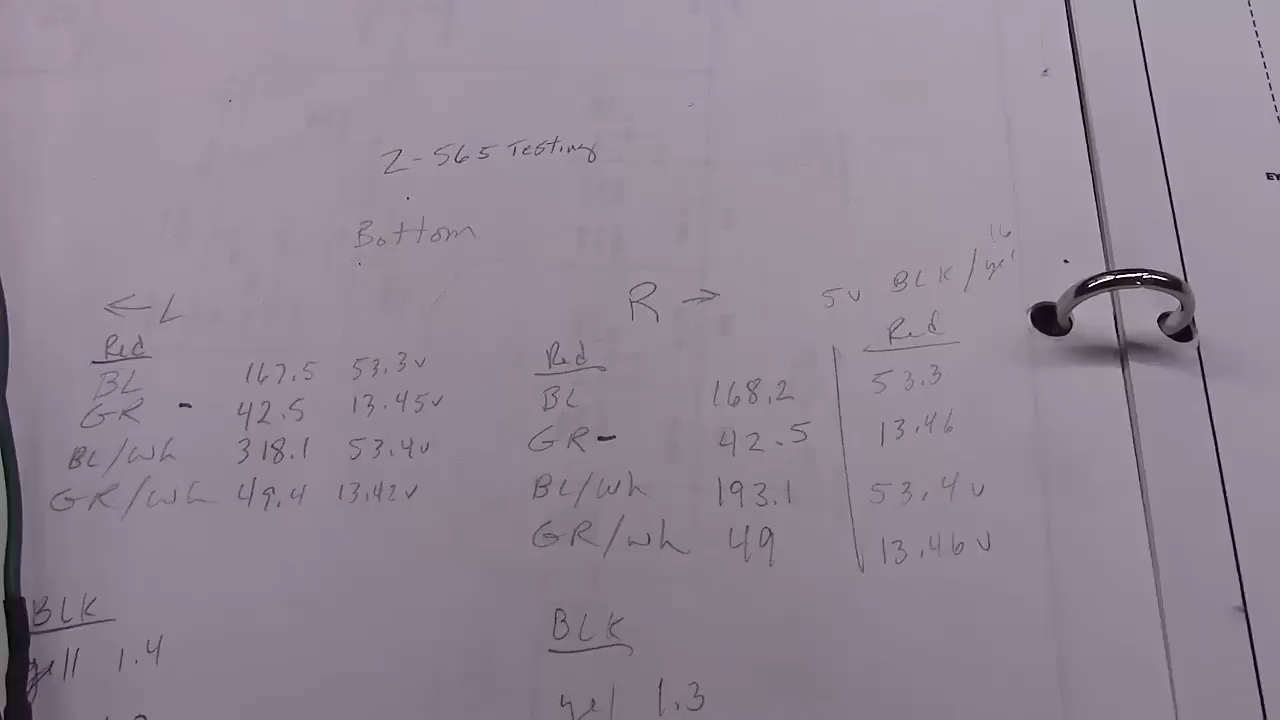 Z-565 Testing
Bottom
← L
Red
BL 167.5 53.3v
GR - 42.5 13.45v
BL/Wh 318.1 53.4v
GR/Wh 49.4 13.42v
BLK
yell 1.4
R →
Red
BL 168.2
GR - 42.5
BL/Wh 193.1
GR/Wh 49
BLK
yel 1.3
16
5v BLK/yel
Red
53.3
13.46
53.4v
13.46v